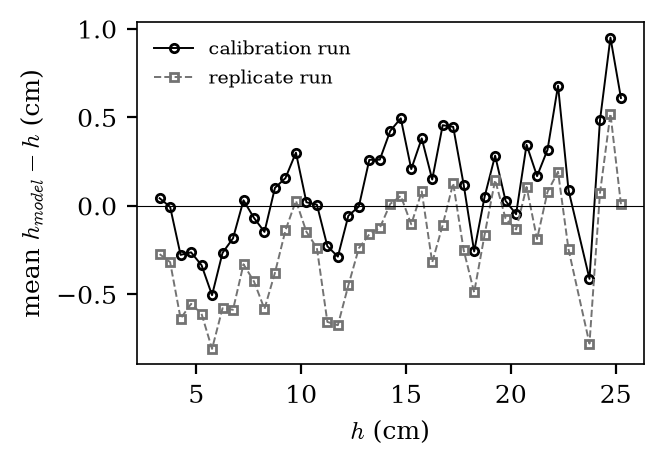 calibration run
replicate run
1.0
0.5
0.0
−0.5
mean h_model − h (cm)
5 10 15 20 25
h (cm)